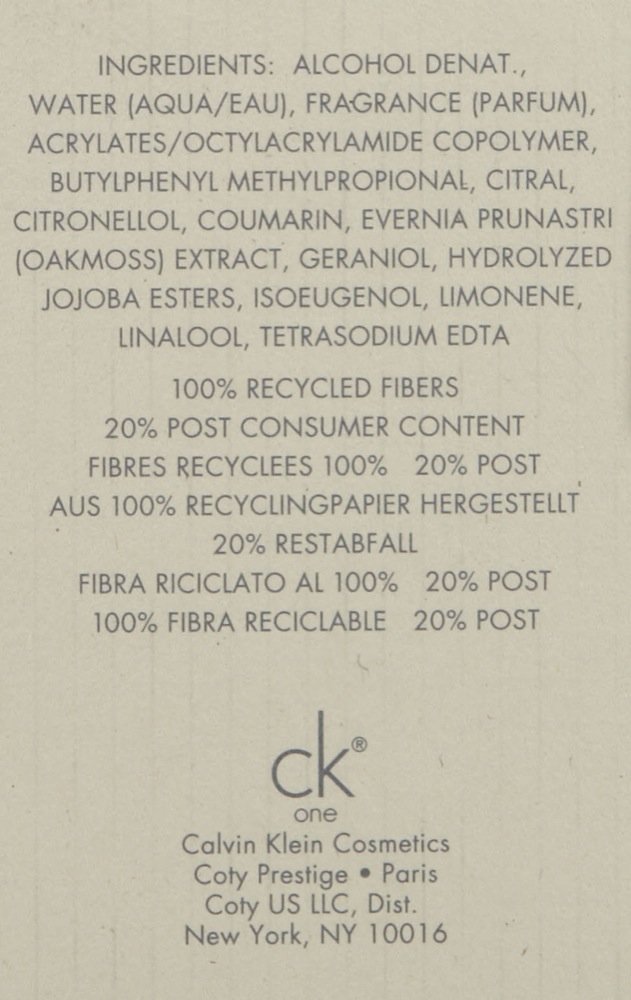 INGREDIENTS: ALCOHOL DENAT.,
WATER (AQUA/EAU), FRAGRANCE (PARFUM),
ACRYLATES/OCTYLACRYLAMIDE COPOLYMER,
BUTYLPHENYL METHYLPROPIONAL, CITRAL,
CITRONELLOL, COUMARIN, EVERNIA PRUNASTRI
(OAKMOSS) EXTRACT, GERANIOL, HYDROLYZED
JOJOBA ESTERS, ISOEUGENOL, LIMONENE,
LINALOOL, TETRASODIUM EDTA
100% RECYCLED FIBERS
20% POST CONSUMER CONTENT
FIBRES RECYCLEES 100% 20% POST
AUS 100% RECYCLINGPAPIER HERGESTELLT
20% RESTABFALL
FIBRA RICICLATO AL 100% 20% POST
100% FIBRA RECICLABLE 20% POST
ck®
one
Calvin Klein Cosmetics
Coty Prestige • Paris
Coty US LLC, Dist.
New York, NY 10016